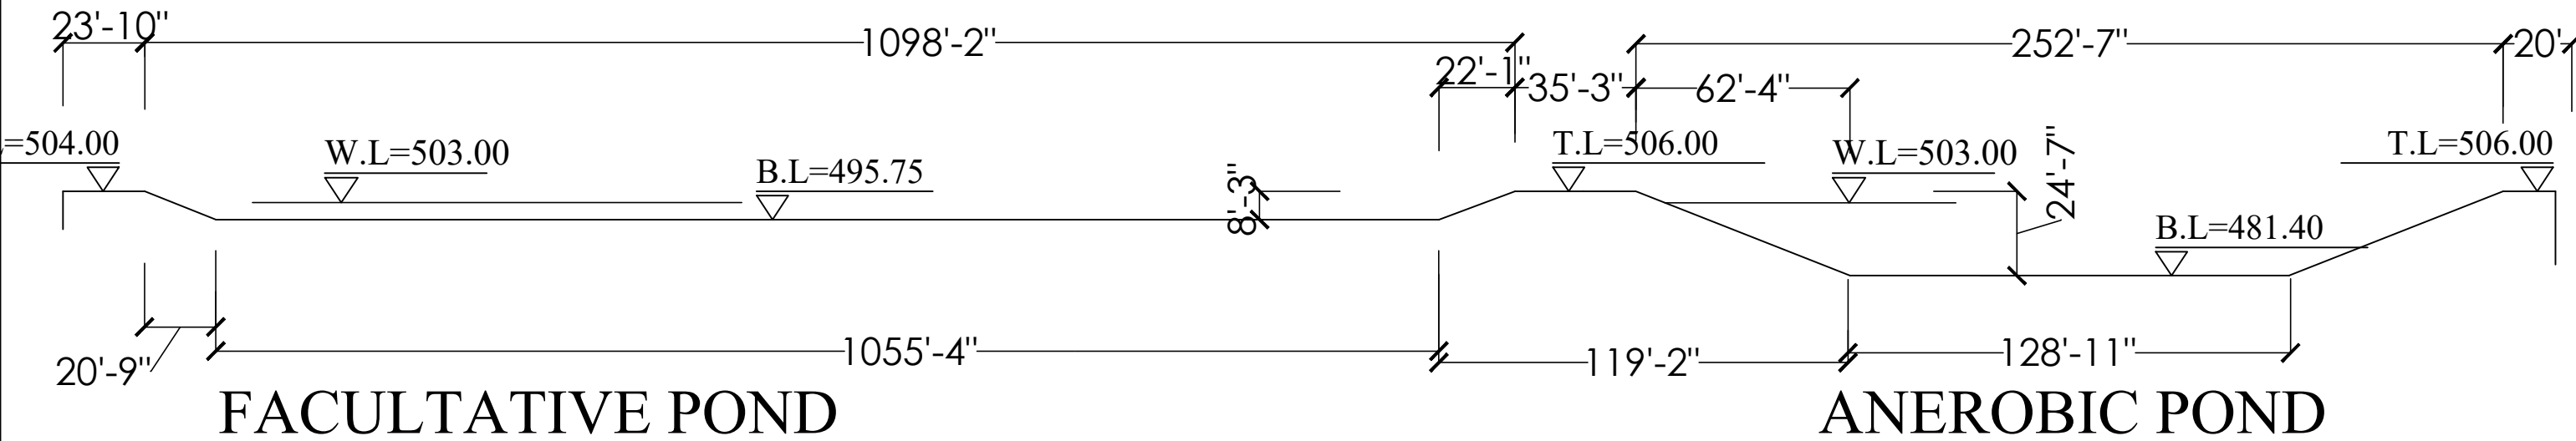 23'-10"
1098'-2"
252'-7"
20'-
22'-1"
35'-3"
62'-4"
=504.00
W.L=503.00
B.L=495.75
8'-3"
T.L=506.00
W.L=503.00
24'-7"
T.L=506.00
B.L=481.40
20'-9"
1055'-4"
119'-2"
128'-11"
FACULTATIVE POND
ANEROBIC POND